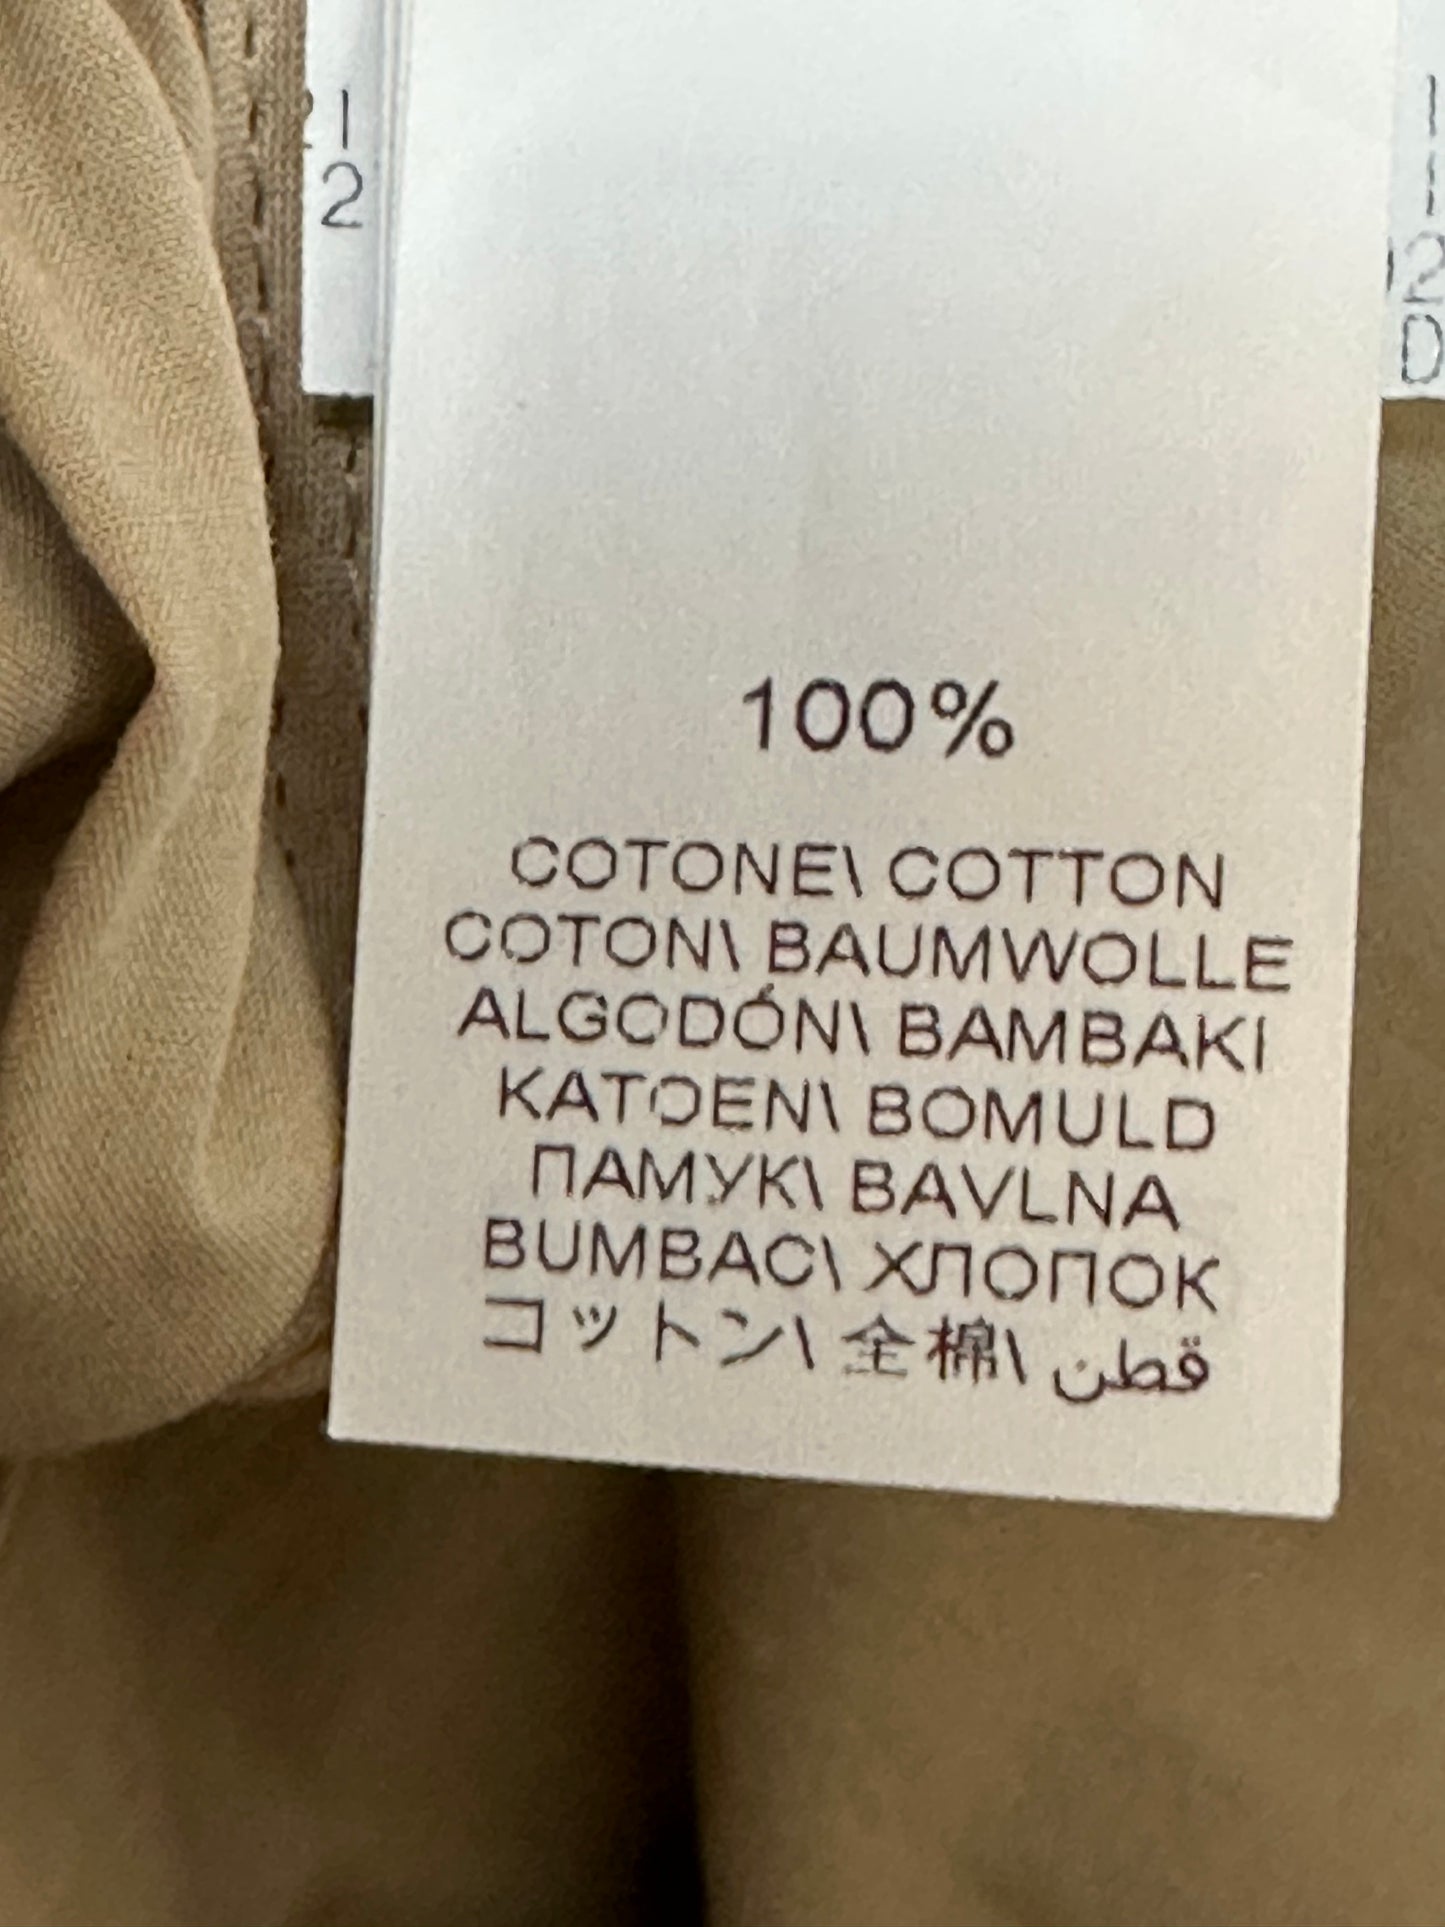 2
100%
COTONE\ COTTON
COTON\ BAUMWOLLE
ALGODÓN\ BAMBAKI
KATOEN\ BOMULD
ПАМУК\ BAVLNA
BUMBAC\ ХЛОПОК
コットン\ 全棉\ قطن